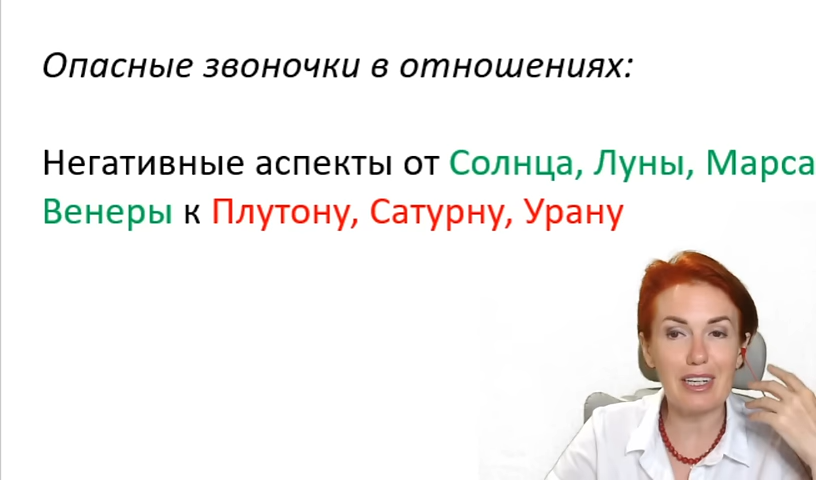 Опасные звоночки в отношениях:
Негативные аспекты от Солнца, Луны, Марса
Венеры к Плутону, Сатурну, Урану